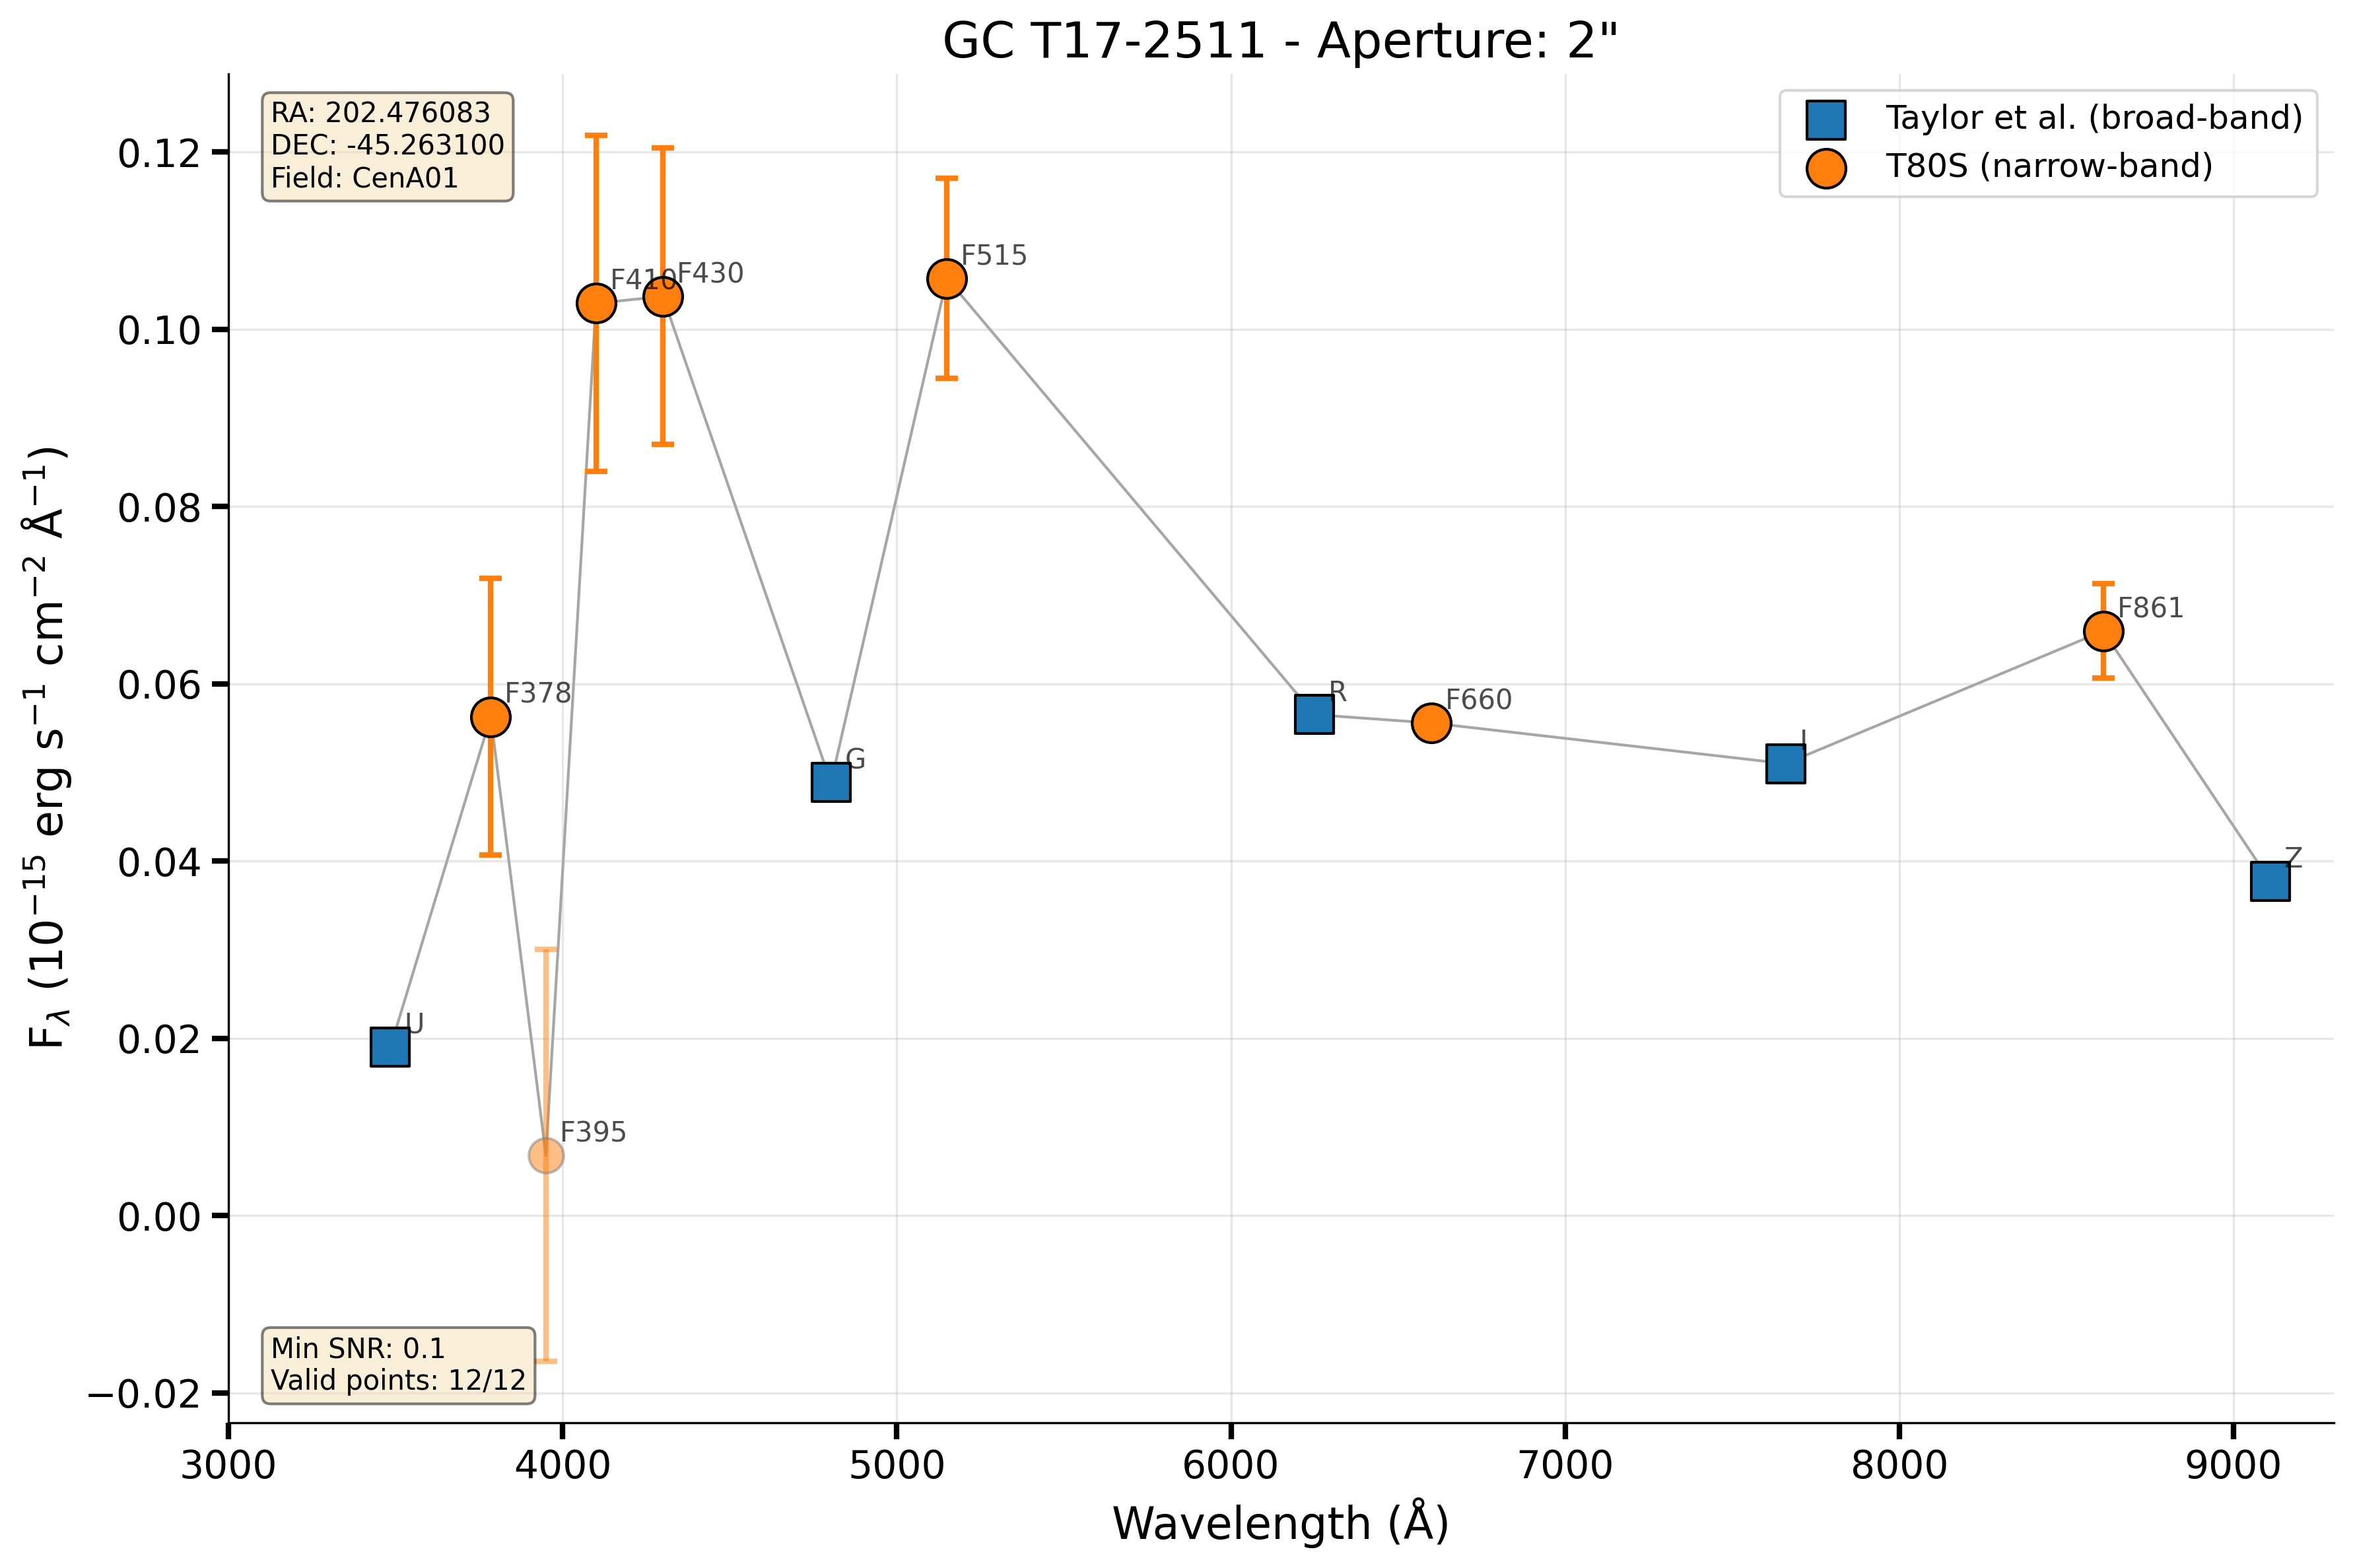 GC T17-2511 - Aperture: 2"
RA: 202.476083
DEC: -45.263100
Field: CenA01
Taylor et al. (broad-band)
T80S (narrow-band)
0.12
0.10
0.08
0.06
0.04
0.02
0.00
−0.02
F_λ (10⁻¹⁵ erg s⁻¹ cm⁻² Å⁻¹)
U
F378
F395
F410
F430
G
F515
R
F660
I
F861
Z
Min SNR: 0.1
Valid points: 12/12
3000 4000 5000 6000 7000 8000 9000
Wavelength (Å)